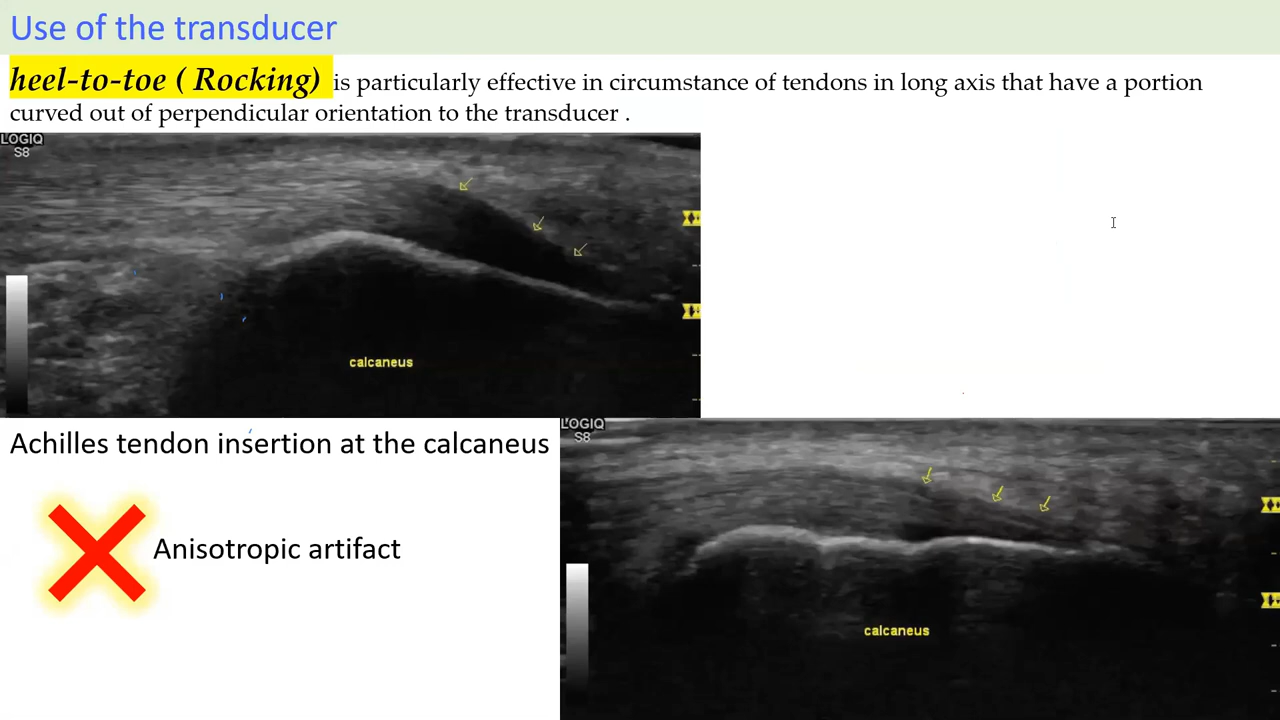 Use of the transducer
heel-to-toe ( Rocking) is particularly effective in circumstance of tendons in long axis that have a portion
curved out of perpendicular orientation to the transducer .
LOGIQ
S8
calcaneus
Achilles tendon insertion at the calcaneus
LOGIQ
S8
Anisotropic artifact
calcaneus